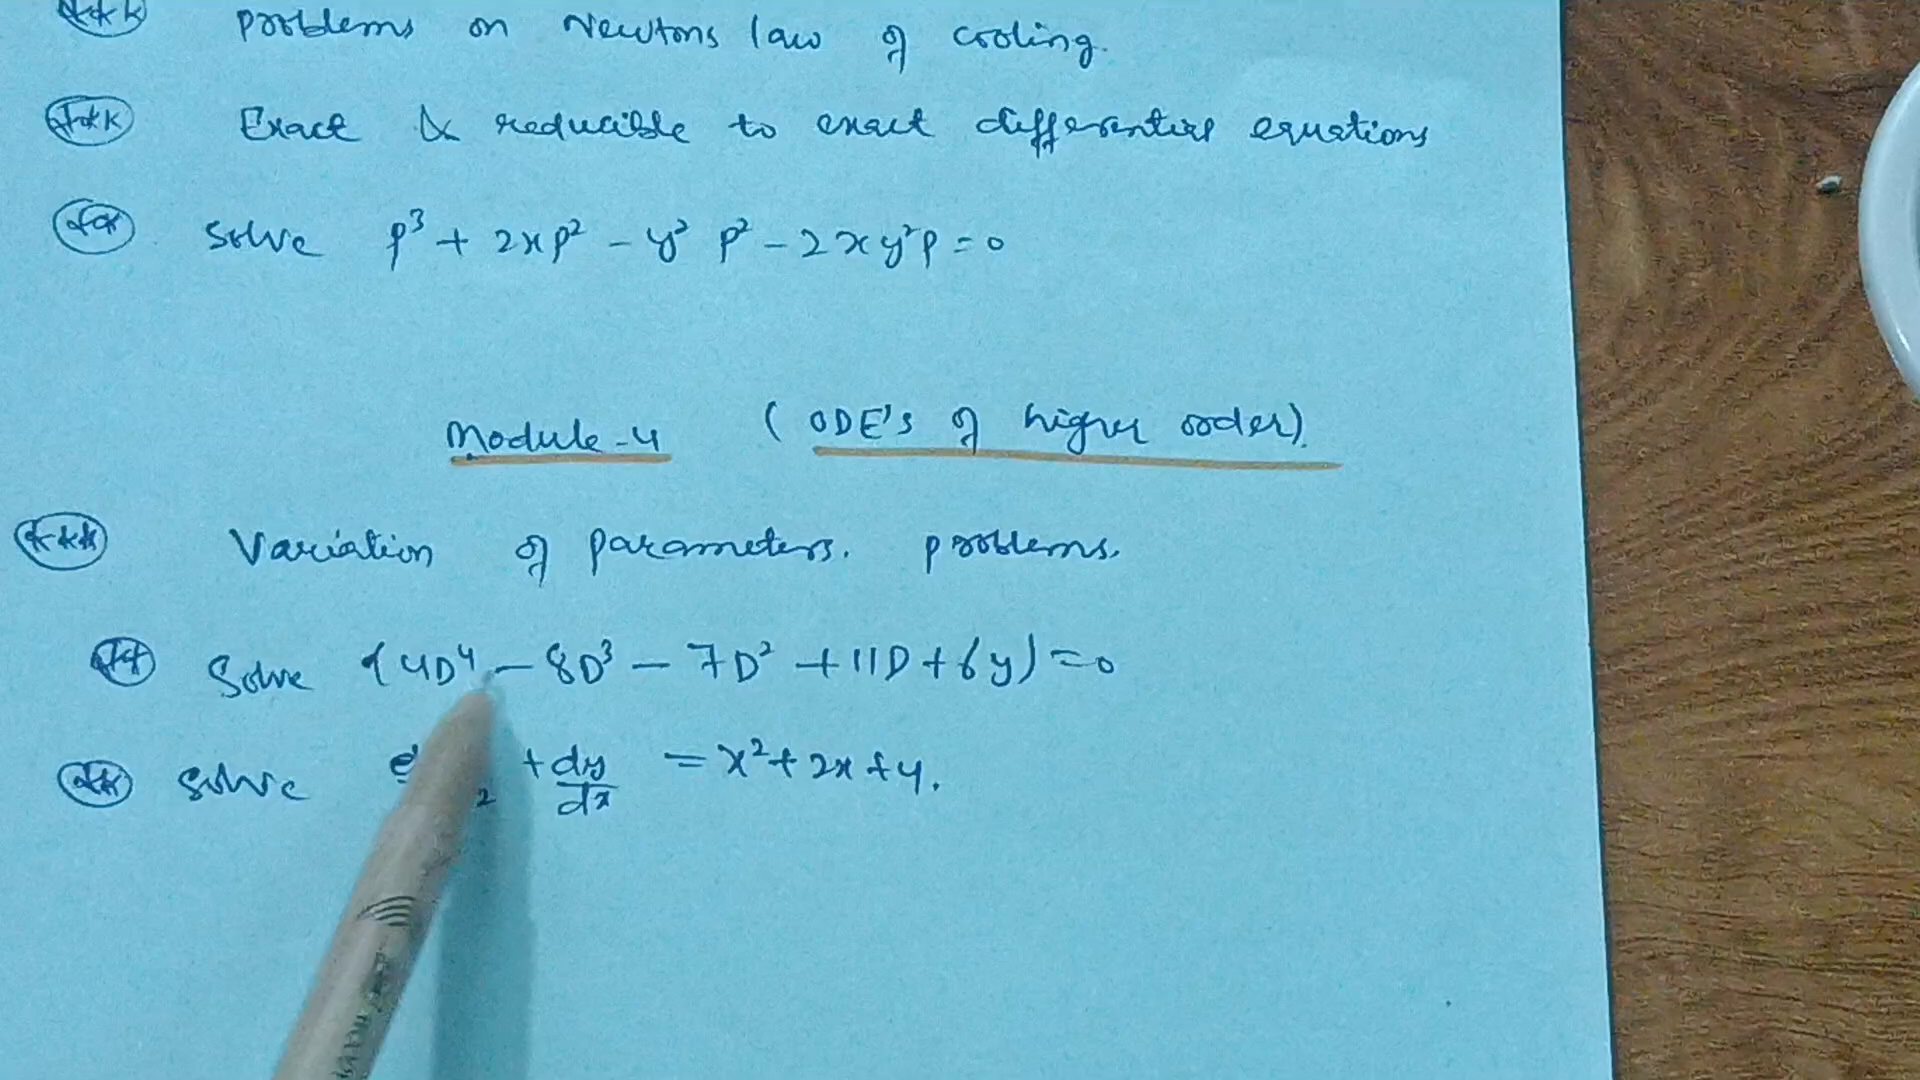 *** problems on Newtons law of cooling.
*** Exact & reducible to exact differential equations
** Solve p³ + 2xp² - y² p² - 2xy²p = 0
Module-4 (ODE's of higher order).
*** Variation of parameters. problems.
** Solve (4D⁴ - 8D³ - 7D² + 11D + 6y) = 0
** Solve + dy/dx = x² + 2x + 4.